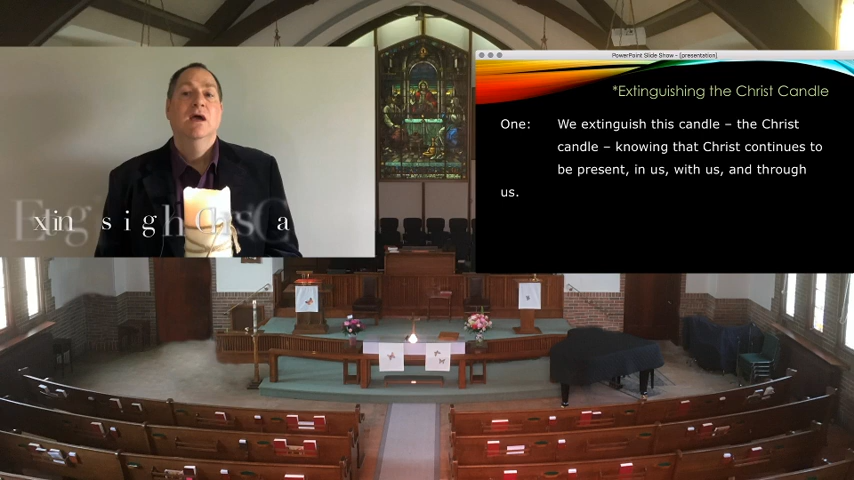 PowerPoint Slide Show - [presentation]
*Extinguishing the Christ Candle
One: We extinguish this candle – the Christ
candle – knowing that Christ continues to
be present, in us, with us, and through
us.